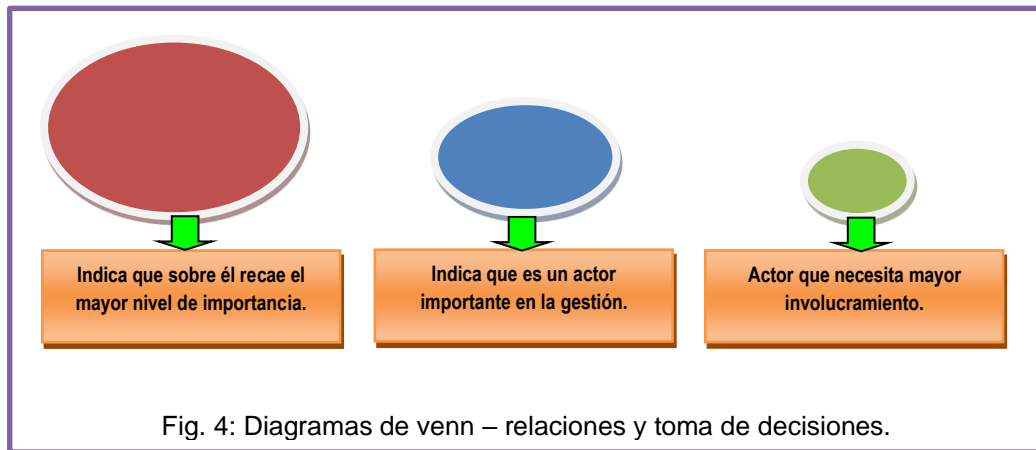 Indica que sobre él recae el
mayor nivel de importancia.
Indica que es un actor
importante en la gestión.
Actor que necesita mayor
involucramiento.
Fig. 4: Diagramas de venn – relaciones y toma de decisiones.